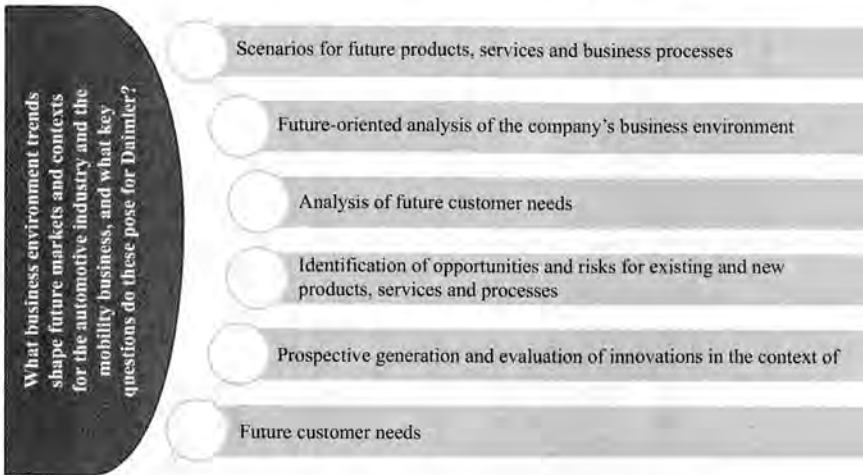 What business environment trends
shape future markets and contexts
for the automotive industry and the
mobility business, and what key
questions do these pose for Daimler?
Scenarios for future products, services and business processes
Future-oriented analysis of the company's business environment
Analysis of future customer needs
Identification of opportunities and risks for existing and new
products, services and processes
Prospective generation and evaluation of innovations in the context of
Future customer needs